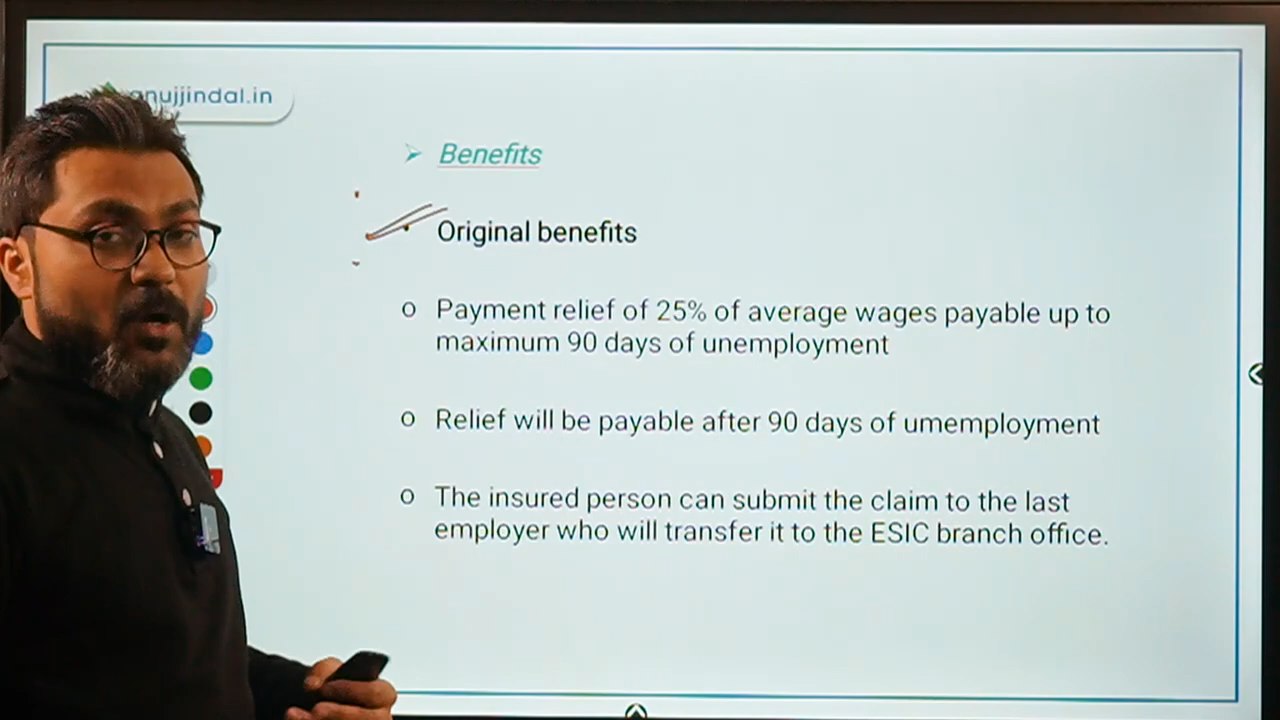 anujjindal.in
Benefits
Original benefits
Payment relief of 25% of average wages payable up to
maximum 90 days of unemployment
Relief will be payable after 90 days of umemployment
The insured person can submit the claim to the last
employer who will transfer it to the ESIC branch office.